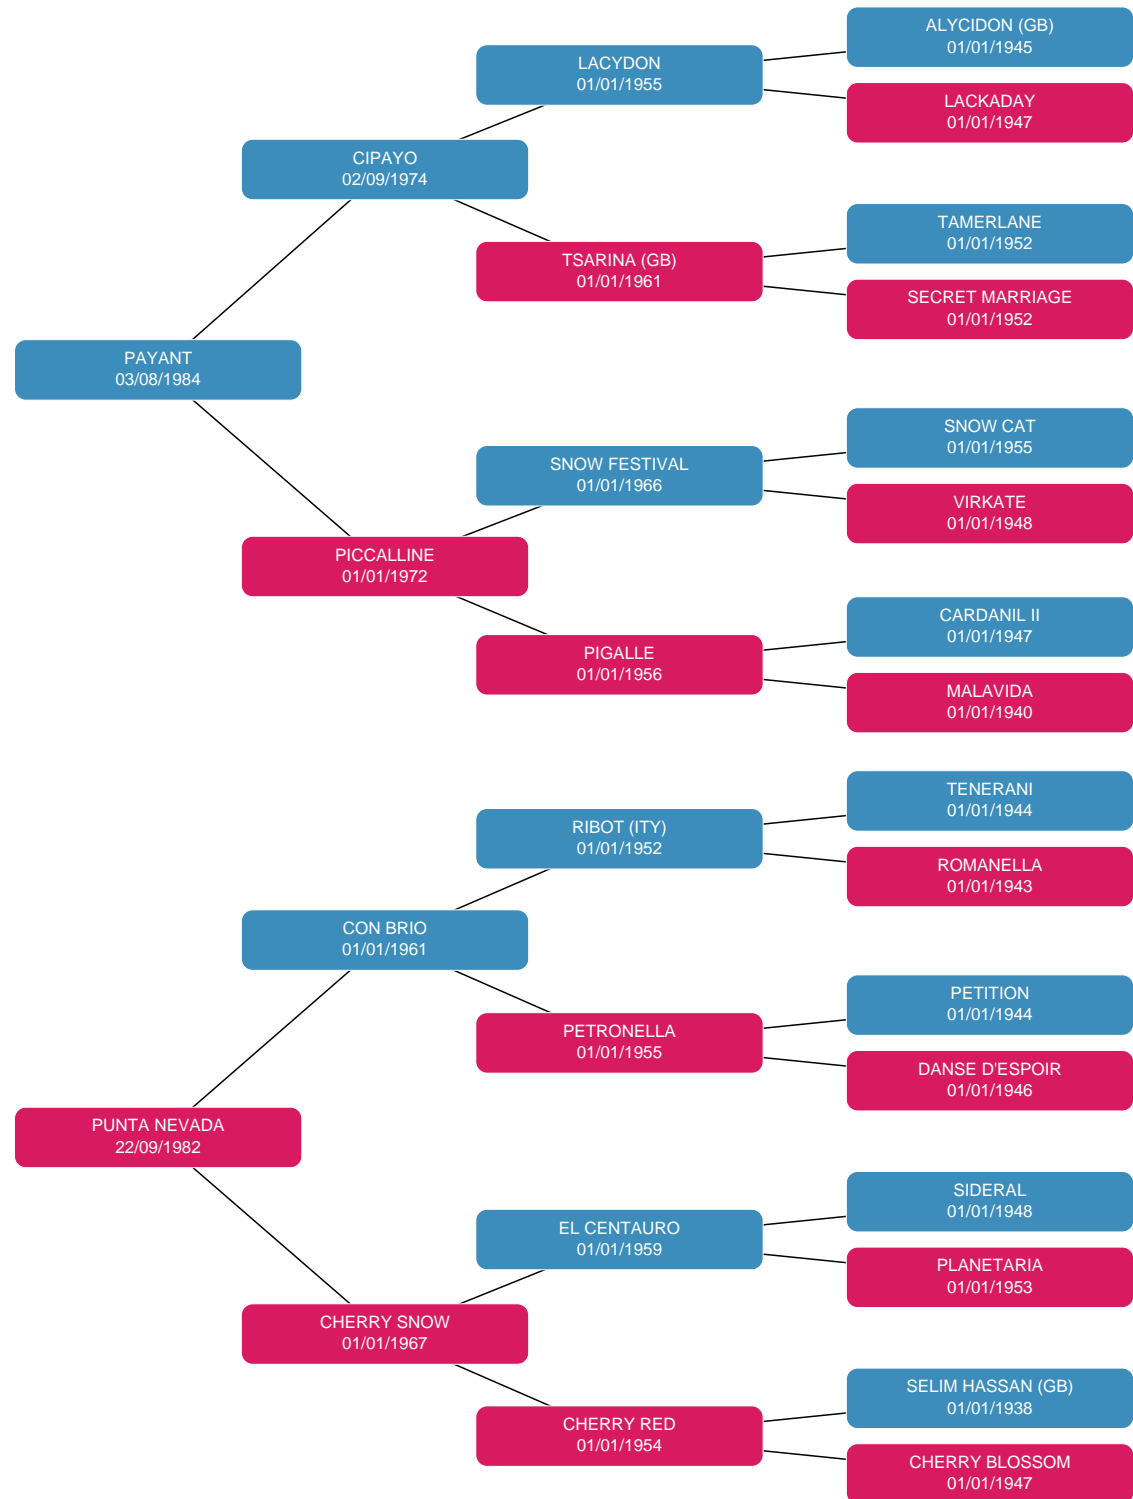 ALYCIDON (GB)
01/01/1945
LACYDON
01/01/1955
LACKADAY
01/01/1947
CIPAYO
02/09/1974
TAMERLANE
01/01/1952
TSARINA (GB)
01/01/1961
SECRET MARRIAGE
01/01/1952
PAYANT
03/08/1984
SNOW CAT
01/01/1955
SNOW FESTIVAL
01/01/1966
VIRKATE
01/01/1948
PICCALLINE
01/01/1972
CARDANIL II
01/01/1947
PIGALLE
01/01/1956
MALAVIDA
01/01/1940
TENERANI
01/01/1944
RIBOT (ITY)
01/01/1952
ROMANELLA
01/01/1943
CON BRIO
01/01/1961
PETITION
01/01/1944
PETRONELLA
01/01/1955
DANSE D'ESPOIR
01/01/1946
PUNTA NEVADA
22/09/1982
SIDERAL
01/01/1948
EL CENTAURO
01/01/1959
PLANETARIA
01/01/1953
CHERRY SNOW
01/01/1967
SELIM HASSAN (GB)
01/01/1938
CHERRY RED
01/01/1954
CHERRY BLOSSOM
01/01/1947